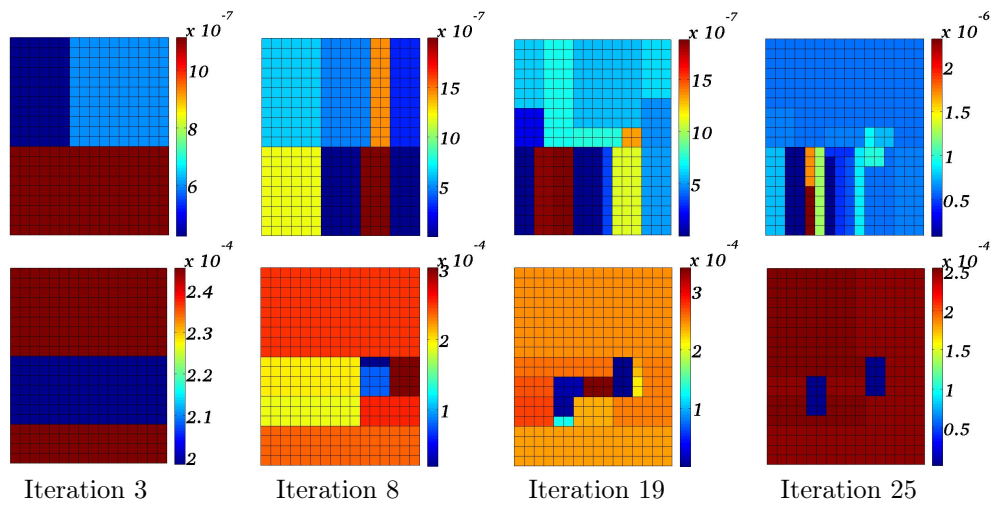 x 10⁻⁷
10
8
6
x 10⁻⁷
15
10
5
x 10⁻⁷
15
10
5
x 10⁻⁶
2
1.5
1
0.5
x 10⁻⁴
2.4
2.3
2.2
2.1
2
x 10⁻⁴
3
2
1
x 10⁻⁴
3
2
1
x 10⁻⁴
2.5
2
1.5
1
0.5
Iteration 3
Iteration 8
Iteration 19
Iteration 25